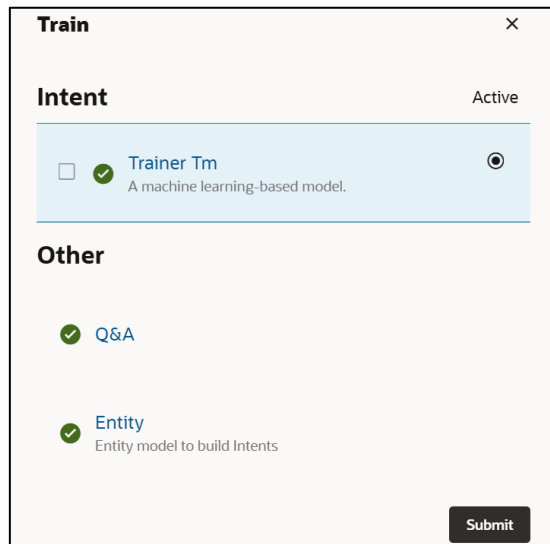 Train
Intent
Active
Trainer Tm
A machine learning-based model.
Other
Q&A
Entity
Entity model to build Intents
Submit